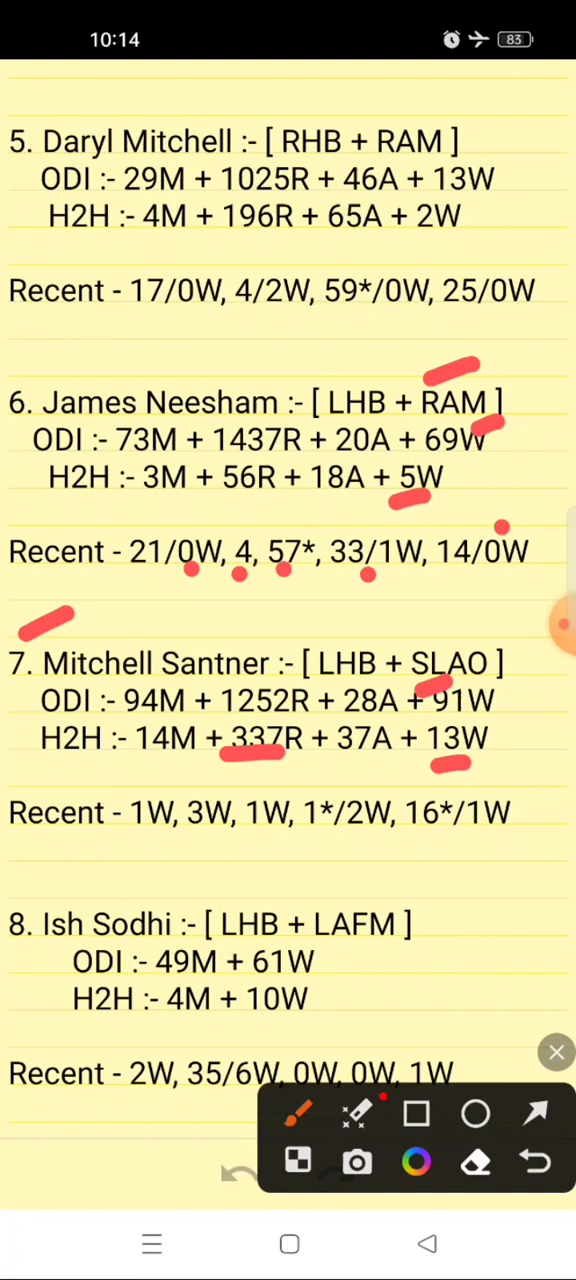 10:14
83
5. Daryl Mitchell :- [ RHB + RAM ]
ODI :- 29M + 1025R + 46A + 13W
H2H :- 4M + 196R + 65A + 2W
Recent - 17/0W, 4/2W, 59*/0W, 25/0W
6. James Neesham :- [ LHB + RAM ]
ODI :- 73M + 1437R + 20A + 69W
H2H :- 3M + 56R + 18A + 5W
Recent - 21/0W, 4, 57*, 33/1W, 14/0W
7. Mitchell Santner :- [ LHB + SLAO ]
ODI :- 94M + 1252R + 28A + 91W
H2H :- 14M + 337R + 37A + 13W
Recent - 1W, 3W, 1W, 1*/2W, 16*/1W
8. Ish Sodhi :- [ LHB + LAFM ]
ODI :- 49M + 61W
H2H :- 4M + 10W
Recent - 2W, 35/6W, 0W, 0W, 1W